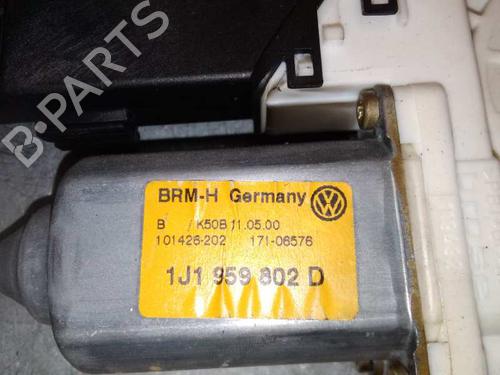 B-PARTS
BRM-H Germany
B K50B 11.05.00
101426-202 171-06576
1J1 959 802 D